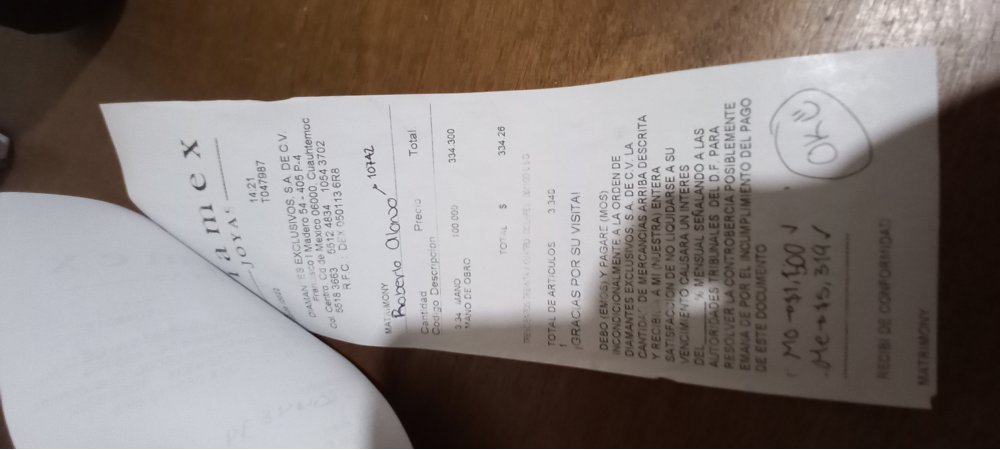 amex
JOYAS
14:21
T047987
EXCLUSIVOS, S.A. DE C.V.
Madero 54 - 405 P-4
Col. Centro Cd de Mexico 06000, Cuauhtemoc
5518 3663 5512 4834 1054 3702
R.F.C.: DEX 050113 6R8
MATRIMONY
Roberto Alonso / 10742
Cantidad Precio Total
Codigo Descripcion
3.34 MANO 100.000 334.300
MANO DE OBRO
TOTAL $ 334.26
TOTAL DE ARTICULOS 3.340
1
¡GRACIAS POR SU VISITA!
DEBO (EMOS) Y PAGARE (MOS)
INCONDICIONALMENTE A LA ORDEN DE
DIAMANTES EXCLUSIVOS, S.A. DE C.V. LA
CANTIDAD DE MERCANCIAS ARRIBA DESCRITA
Y RECIBI A MI (NUESTRA) ENTERA
SATISFACCION DE NO LIQUIDARSE A SU
VENCIMIENTO CAUSARA UN INTERES
DEL % MENSUAL SEÑALANDO A LAS
AUTORIDADES TRIBUNALES DEL D.F. PARA
RESOLVER LA CONTROBERCIA POSIBLEMENTE
EMANA DE POR EL INCUMPLIMIENTO DEL PAGO
DE ESTE DOCUMENTO
Mo → $1,500
Me → $5,319
OK
RECIBI DE CONFORMIDAD
MATRIMONY